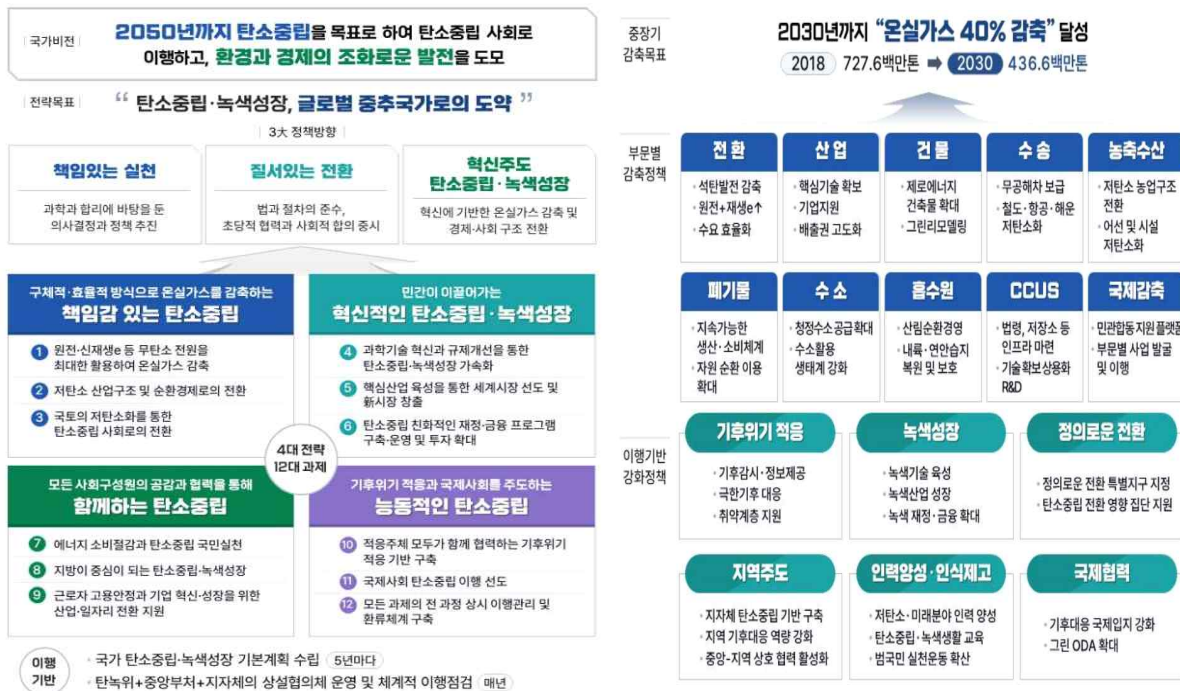 국가비전
2050년까지 탄소중립을 목표로 하여 탄소중립 사회로
이행하고, 환경과 경제의 조화로운 발전을 도모
전략목표
“ 탄소중립·녹색성장, 글로벌 중추국가로의 도약 ”
3大 정책방향
책임있는 실천
과학과 합리에 바탕을 둔
의사결정과 정책 추진
질서있는 전환
법과 절차의 준수,
초당적 협력과 사회적 합의 중시
혁신주도
탄소중립·녹색성장
혁신에 기반한 온실가스 감축 및
경제·사회 구조 전환
구체적·효율적 방식으로 온실가스를 감축하는
책임감 있는 탄소중립
1 원전·신재생e 등 무탄소 전원을
최대한 활용하여 온실가스 감축
2 저탄소 산업구조 및 순환경제로의 전환
3 국토의 저탄소화를 통한
탄소중립 사회로의 전환
민간이 이끌어가는
혁신적인 탄소중립·녹색성장
4 과학기술 혁신과 규제개선을 통한
탄소중립·녹색성장 가속화
5 핵심산업 육성을 통한 세계시장 선도 및
新시장 창출
6 탄소중립 친화적인 재정·금융 프로그램
구축·운영 및 투자 확대
4대 전략
12대 과제
모든 사회구성원의 공감과 협력을 통해
함께하는 탄소중립
7 에너지 소비절감과 탄소중립 국민실천
8 지방이 중심이 되는 탄소중립·녹색성장
9 근로자 고용안정과 기업 혁신·성장을 위한
산업·일자리 전환 지원
기후위기 적응과 국제사회를 주도하는
능동적인 탄소중립
10 적응주체 모두가 함께 협력하는 기후위기
적응 기반 구축
11 국제사회 탄소중립 이행 선도
12 모든 과제의 전 과정 상시 이행관리 및
환류체계 구축
이행
기반
· 국가 탄소중립·녹색성장 기본계획 수립 5년마다
· 탄녹위+중앙부처+지자체의 상설협의체 운영 및 체계적 이행점검 매년
중장기
감축목표
2030년까지 “온실가스 40% 감축” 달성
2018 727.6백만톤 ➡ 2030 436.6백만톤
부문별
감축정책
전환
· 석탄발전 감축
· 원전+재생e↑
· 수요 효율화
산업
· 핵심기술 확보
· 기업지원
· 배출권 고도화
건물
· 제로에너지
건축물 확대
· 그린리모델링
수송
· 무공해차 보급
· 철도·항공·해운
저탄소화
농축수산
· 저탄소 농업구조
전환
· 어선 및 시설
저탄소화
폐기물
· 지속가능한
생산·소비체계
· 자원 순환 이용
확대
수소
· 청정수소공급확대
· 수소활용
생태계 강화
흡수원
· 산림순환경영
· 내륙·연안습지
복원 및 보호
CCUS
· 법령, 저장소 등
인프라 마련
· 기술확보상용화
R&D
국제감축
· 민관합동지원플랫폼
· 부문별 사업 발굴
및 이행
이행기반
강화정책
기후위기 적응
· 기후감시·정보제공
· 극한기후 대응
· 취약계층 지원
녹색성장
· 녹색기술 육성
· 녹색산업 성장
· 녹색 재정·금융 확대
정의로운 전환
· 정의로운 전환 특별지구 지정
· 탄소중립 전환 영향 집단 지원
지역주도
· 지자체 탄소중립 기반 구축
· 지역 기후대응 역량 강화
· 중앙-지역 상호 협력 활성화
인력양성·인식제고
· 저탄소·미래분야 인력 양성
· 탄소중립·녹색생활 교육
· 범국민 실천운동 확산
국제협력
· 기후대응 국제입지 강화
· 그린 ODA 확대